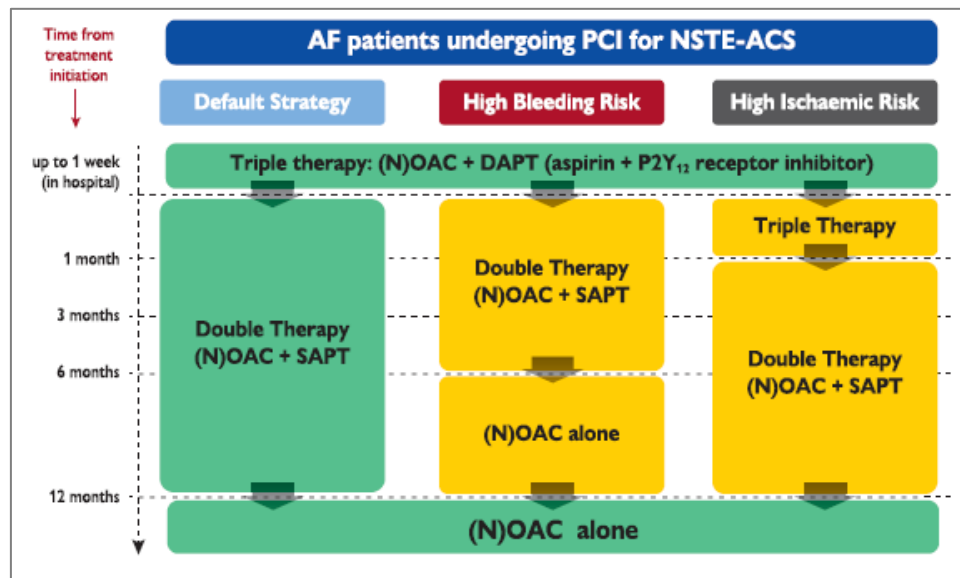 AF patients undergoing PCI for NSTE-ACS
Time from
treatment
initiation
Default Strategy
High Bleeding Risk
High Ischaemic Risk
up to 1 week
(in hospital)
Triple therapy: (N)OAC + DAPT (aspirin + P2Y₁₂ receptor inhibitor)
Triple Therapy
1 month
Double Therapy
(N)OAC + SAPT
3 months
Double Therapy
(N)OAC + SAPT
6 months
Double Therapy
(N)OAC + SAPT
(N)OAC alone
12 months
(N)OAC alone